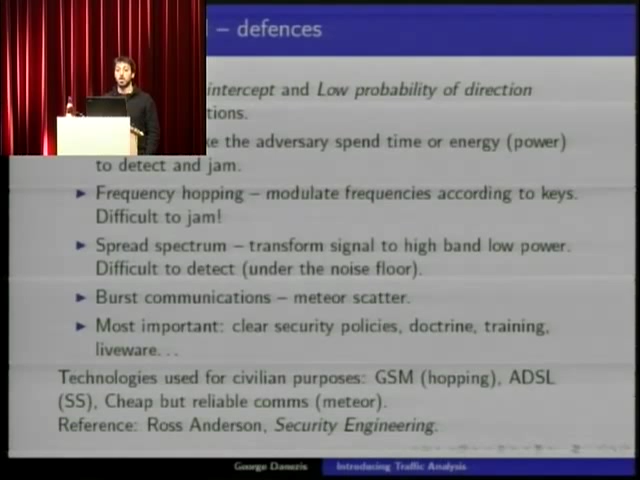 – defences
intercept and Low probability of direction
tions.
ke the adversary spend time or energy (power)
to detect and jam.
▶ Frequency hopping – modulate frequencies according to keys.
Difficult to jam!
▶ Spread spectrum – transform signal to high band low power.
Difficult to detect (under the noise floor).
▶ Burst communications – meteor scatter.
▶ Most important: clear security policies, doctrine, training,
liveware...
Technologies used for civilian purposes: GSM (hopping), ADSL
(SS), Cheap but reliable comms (meteor).
Reference: Ross Anderson, Security Engineering.
George Danezis
Introducing Traffic Analysis